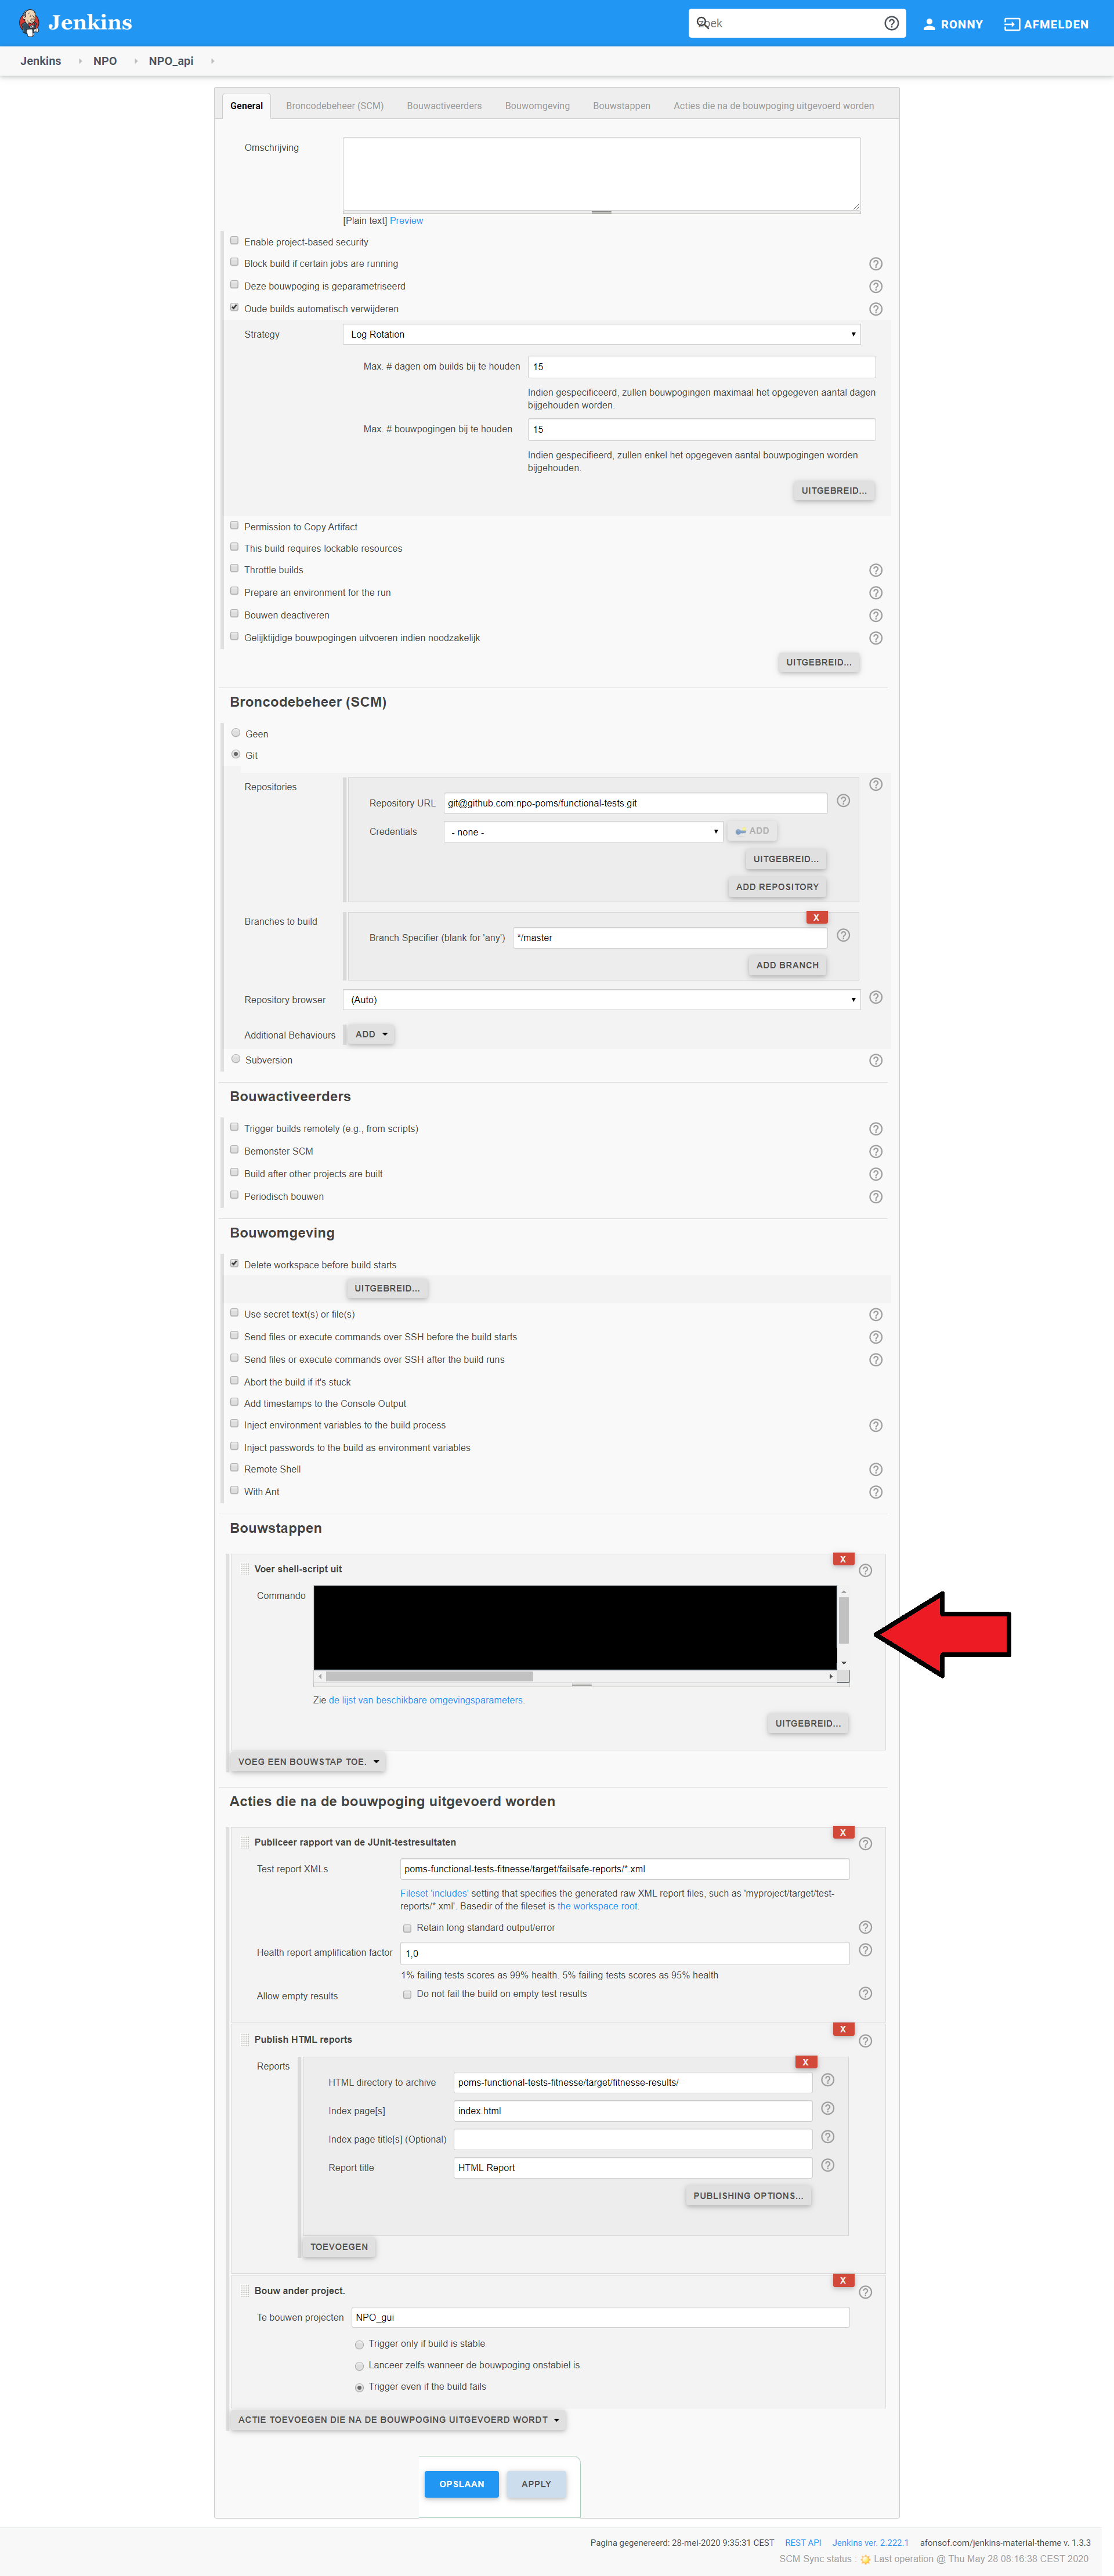 Jenkins
Zoek
RONNY
AFMELDEN
Jenkins
NPO
NPO_api
General
Broncodebeheer (SCM)
Bouwactiveerders
Bouwomgeving
Bouwstappen
Acties die na de bouwpoging uitgevoerd worden
Omschrijving
[Plain text] Preview
Enable project-based security
Block build if certain jobs are running
Deze bouwpoging is geparametriseerd
Oude builds automatisch verwijderen
Strategy
Log Rotation
Max. # dagen om builds bij te houden
15
Indien gespecificeerd, zullen bouwpogingen maximaal het opgegeven aantal dagen
bijgehouden worden.
Max. # bouwpogingen bij te houden
15
Indien gespecifieerd, zullen enkel het opgegeven aantal bouwpogingen worden
bijgehouden.
UITGEBREID...
Permission to Copy Artifact
This build requires lockable resources
Throttle builds
Prepare an environment for the run
Bouwen deactiveren
Gelijktijdige bouwpogingen uitvoeren indien noodzakelijk
UITGEBREID...
Broncodebeheer (SCM)
Geen
Git
Repositories
Repository URL
git@github.com:npo-poms/functional-tests.git
Credentials
- none -
ADD
UITGEBREID...
ADD REPOSITORY
Branches to build
X
Branch Specifier (blank for 'any')
*/master
ADD BRANCH
Repository browser
(Auto)
Additional Behaviours
ADD
Subversion
Bouwactiveerders
Trigger builds remotely (e.g., from scripts)
Bemonster SCM
Build after other projects are built
Periodisch bouwen
Bouwomgeving
Delete workspace before build starts
UITGEBREID...
Use secret text(s) or file(s)
Send files or execute commands over SSH before the build starts
Send files or execute commands over SSH after the build runs
Abort the build if it's stuck
Add timestamps to the Console Output
Inject environment variables to the build process
Inject passwords to the build as environment variables
Remote Shell
With Ant
Bouwstappen
X
Voer shell-script uit
Commando
Zie de lijst van beschikbare omgevingsparameters.
UITGEBREID...
VOEG EEN BOUWSTAP TOE.
Acties die na de bouwpoging uitgevoerd worden
X
Publiceer rapport van de JUnit-testresultaten
Test report XMLs
poms-functional-tests-fitnesse/target/failsafe-reports/*.xml
Fileset 'includes' setting that specifies the generated raw XML report files, such as 'myproject/target/test-
reports/*.xml'. Basedir of the fileset is the workspace root.
Retain long standard output/error
Health report amplification factor
1,0
1% failing tests scores as 99% health. 5% failing tests scores as 95% health
Allow empty results
Do not fail the build on empty test results
X
Publish HTML reports
Reports
X
HTML directory to archive
poms-functional-tests-fitnesse/target/fitnesse-results/
Index page[s]
index.html
Index page title[s] (Optional)
Report title
HTML Report
PUBLISHING OPTIONS...
TOEVOEGEN
X
Bouw ander project.
Te bouwen projecten
NPO_gui
Trigger only if build is stable
Lanceer zelfs wanneer de bouwpoging onstabiel is.
Trigger even if the build fails
ACTIE TOEVOEGEN DIE NA DE BOUWPOGING UITGEVOERD WORDT
OPSLAAN
APPLY
Pagina gegenereerd: 28-mei-2020 9:35:31 CEST
REST API
Jenkins ver. 2.222.1
afonsof.com/jenkins-material-theme v. 1.3.3
SCM Sync status : Last operation @ Thu May 28 08:16:38 CEST 2020